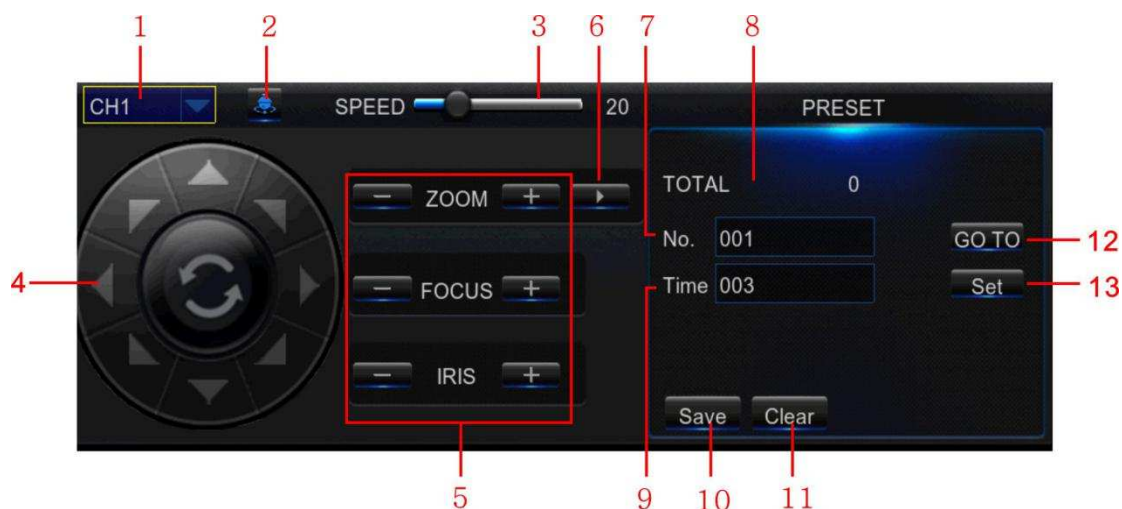 1 2 3 6 7 8
CH1 SPEED 20 PRESET
TOTAL 0
ZOOM
No. 001 GO TO 12
4 FOCUS Time 003 Set 13
IRIS
Save Clear
5 9 10 11